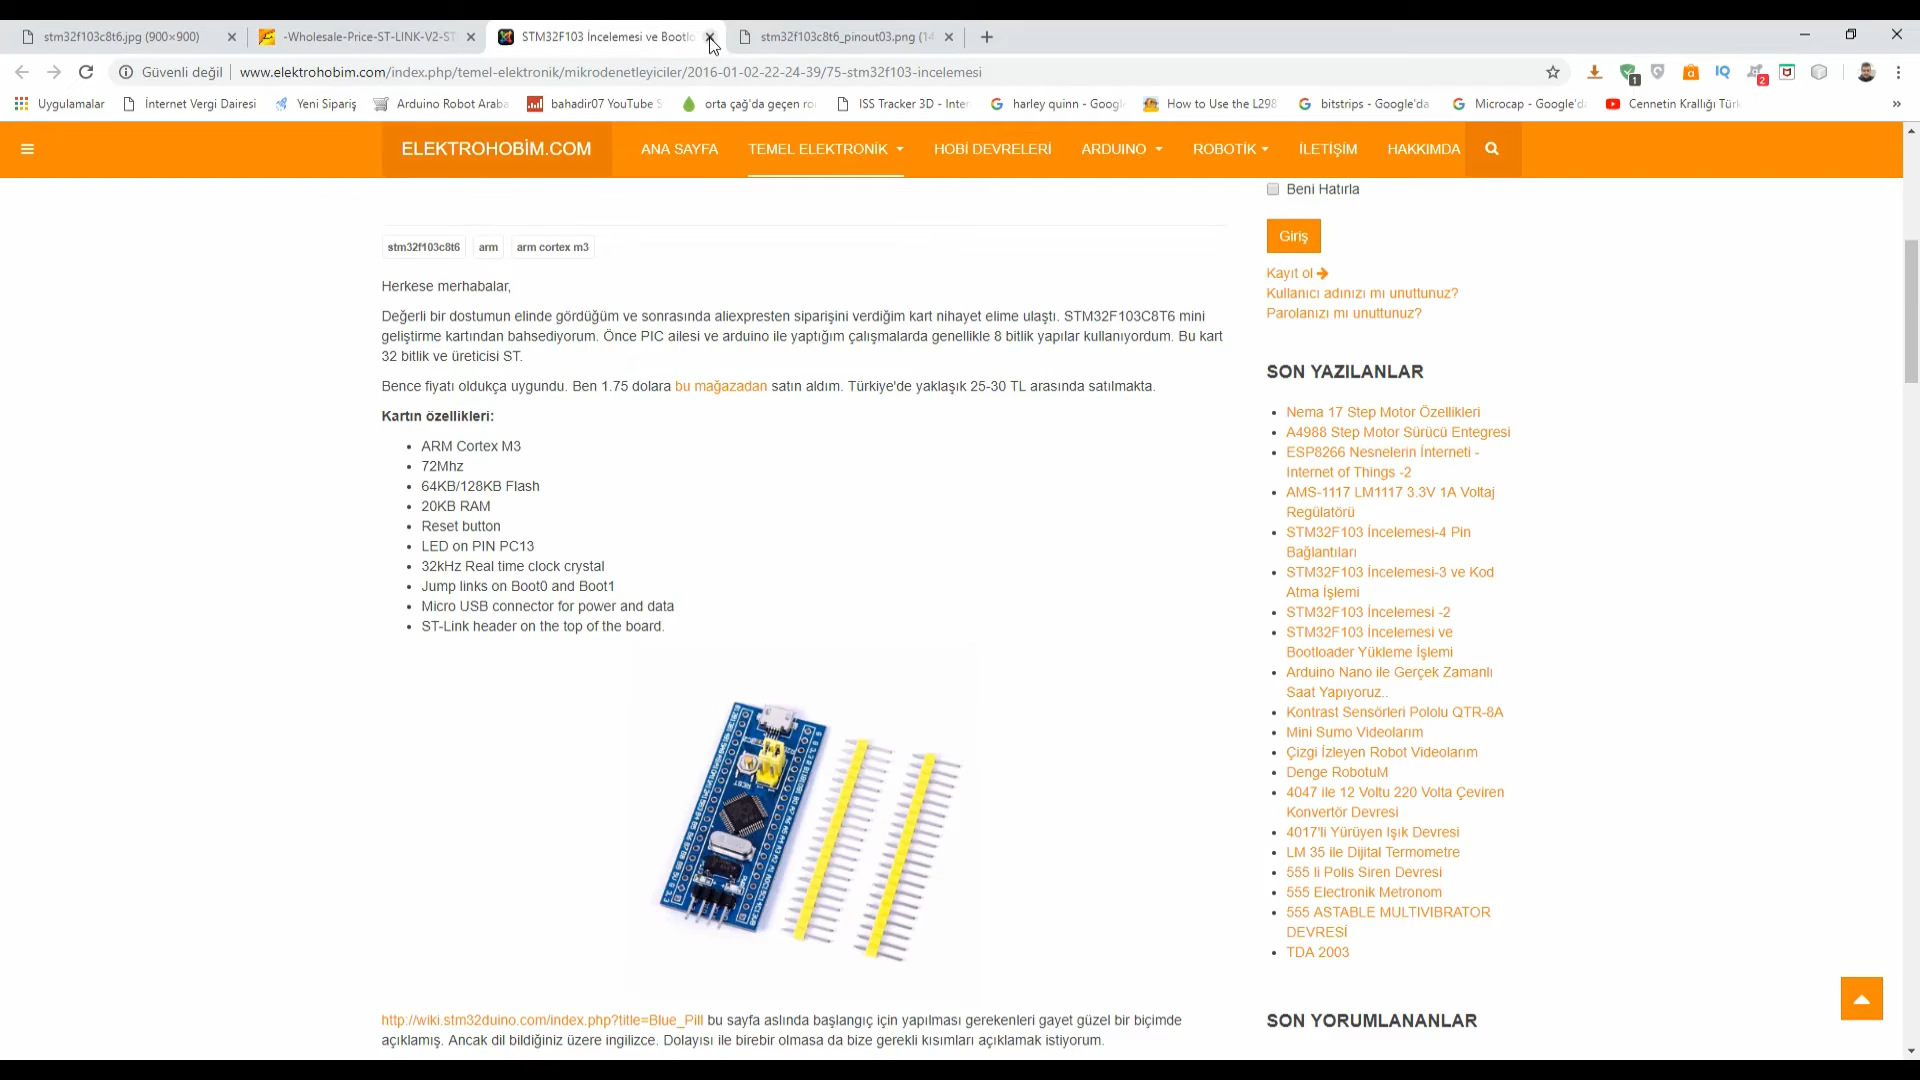 stm32f103c8t6.jpg (900×900)
-Wholesale-Price-ST-LINK-V2-ST
STM32F103 İncelemesi ve Bootlo
stm32f103c8t6_pinout03.png (14
Güvenli değil
www.elektrohobim.com/index.php/temel-elektronik/mikrodenetleyiciler/2016-01-02-22-24-39/75-stm32f103-incelemesi
Uygulamalar
İnternet Vergi Dairesi
Yeni Sipariş
Arduino Robot Araba
bahadir07 YouTube S
orta çağ'da geçen ro
ISS Tracker 3D - Inter
harley quinn - Googl
How to Use the L298
bitstrips - Google'da
Microcap - Google'd
Cennetin Krallığı Türk
ELEKTROHOBİM.COM
ANA SAYFA
TEMEL ELEKTRONİK
HOBİ DEVRELERİ
ARDUINO
ROBOTİK
İLETİŞİM
HAKKIMDA
stm32f103c8t6
arm
arm cortex m3
Herkese merhabalar,
Değerli bir dostumun elinde gördüğüm ve sonrasında aliexpresten siparişini verdiğim kart nihayet elime ulaştı. STM32F103C8T6 mini
geliştirme kartından bahsediyorum. Önce PIC ailesi ve arduino ile yaptığım çalışmalarda genellikle 8 bitlik yapılar kullanıyordum. Bu kart
32 bitlik ve üreticisi ST.
Bence fiyatı oldukça uygundu. Ben 1.75 dolara bu mağazadan satın aldım. Türkiye'de yaklaşık 25-30 TL arasında satılmakta.
Kartın özellikleri:
ARM Cortex M3
72Mhz
64KB/128KB Flash
20KB RAM
Reset button
LED on PIN PC13
32kHz Real time clock crystal
Jump links on Boot0 and Boot1
Micro USB connector for power and data
ST-Link header on the top of the board.
http://wiki.stm32duino.com/index.php?title=Blue_Pill bu sayfa aslında başlangıç için yapılması gerekenleri gayet güzel bir biçimde
açıklamış. Ancak dil bildiğiniz üzere ingilizce. Dolayısı ile birebir olmasa da bize gerekli kısımları açıklamak istiyorum.
Beni Hatırla
Giriş
Kayıt ol
Kullanıcı adınızı mı unuttunuz?
Parolanızı mı unuttunuz?
SON YAZILANLAR
Nema 17 Step Motor Özellikleri
A4988 Step Motor Sürücü Entegresi
ESP8266 Nesnelerin İnterneti -
Internet of Things -2
AMS-1117 LM1117 3.3V 1A Voltaj
Regülatörü
STM32F103 İncelemesi-4 Pin
Bağlantıları
STM32F103 İncelemesi-3 ve Kod
Atma İşlemi
STM32F103 İncelemesi -2
STM32F103 İncelemesi ve
Bootloader Yükleme İşlemi
Arduino Nano ile Gerçek Zamanlı
Saat Yapıyoruz..
Kontrast Sensörleri Pololu QTR-8A
Mini Sumo Videolarım
Çizgi İzleyen Robot Videolarım
Denge RobotuM
4047 ile 12 Voltu 220 Volta Çeviren
Konvertör Devresi
4017'li Yürüyen Işık Devresi
LM 35 ile Dijital Termometre
555 li Polis Siren Devresi
555 Electronik Metronom
555 ASTABLE MULTIVIBRATOR
DEVRESİ
TDA 2003
SON YORUMLANANLAR